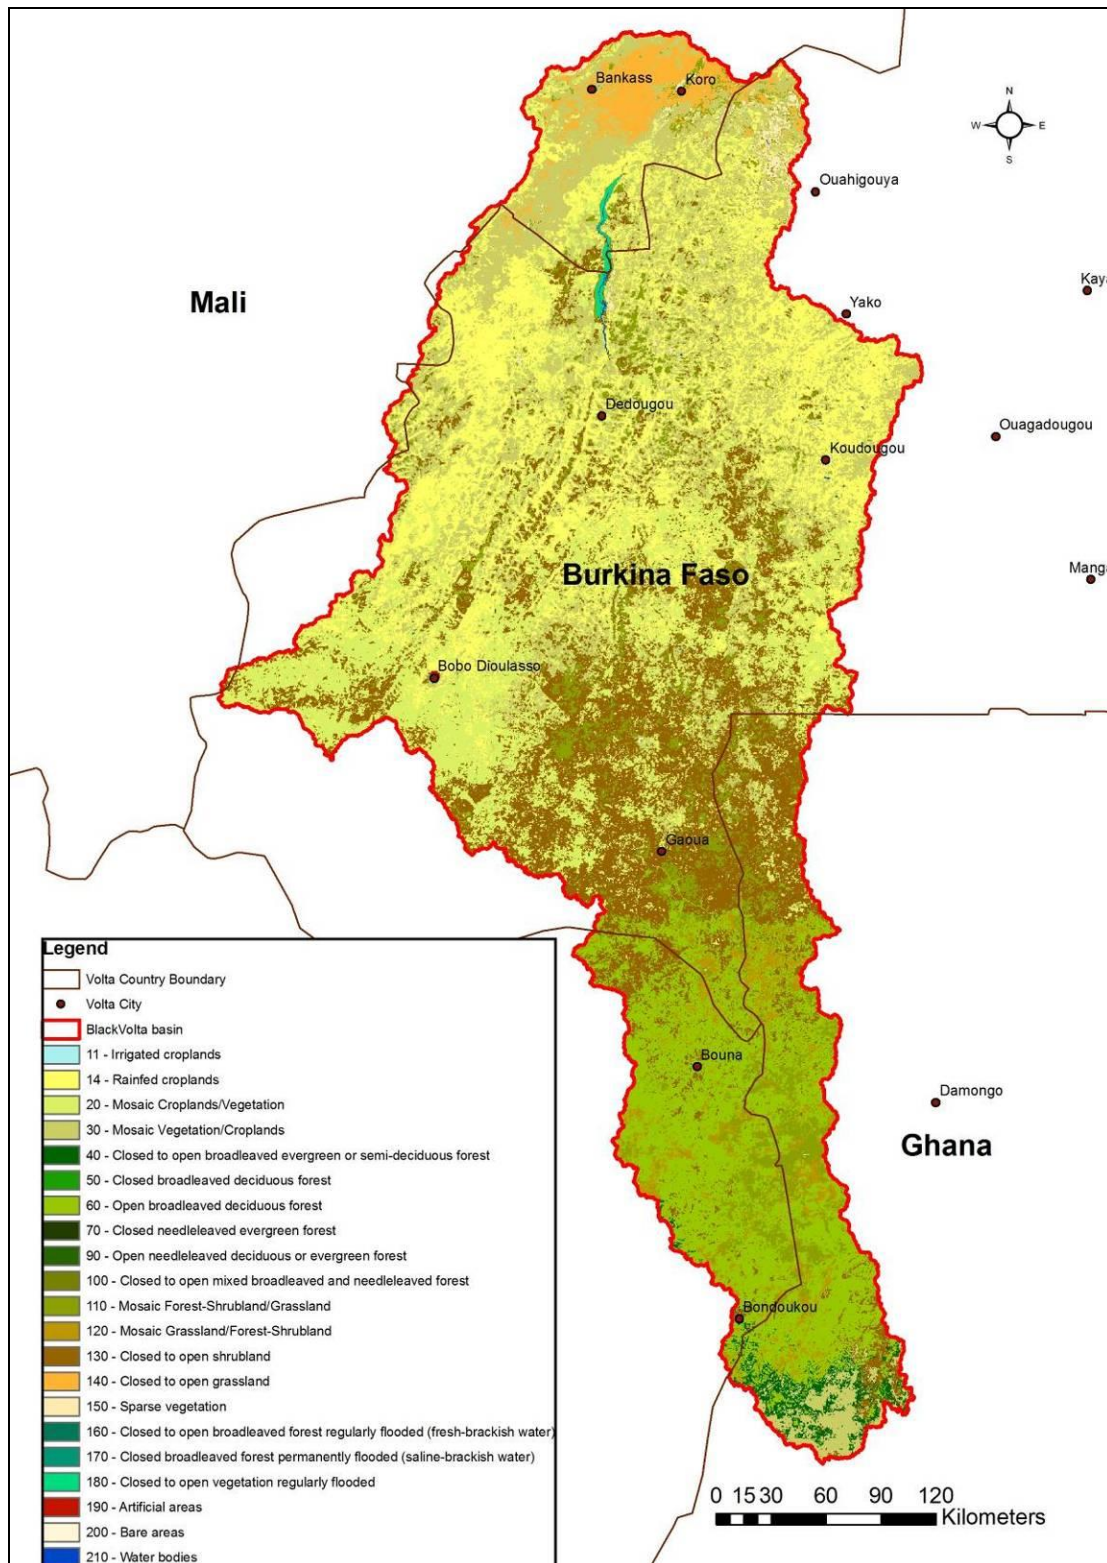 Bankass
Koro
N
W E
S
Ouahigouya
Mali
Yako
Dedougou
Koudougou
Ouagadougou
Burkina Faso
Bobo Dioulasso
Gaoua
Legend
Volta Country Boundary
Volta City
BlackVolta basin
11 - Irrigated croplands
14 - Rainfed croplands
20 - Mosaic Croplands/Vegetation
30 - Mosaic Vegetation/Croplands
40 - Closed to open broadleaved evergreen or semi-deciduous forest
50 - Closed broadleaved deciduous forest
60 - Open broadleaved deciduous forest
70 - Closed needleleaved evergreen forest
90 - Open needleleaved deciduous or evergreen forest
100 - Closed to open mixed broadleaved and needleleaved forest
110 - Mosaic Forest-Shrubland/Grassland
120 - Mosaic Grassland/Forest-Shrubland
130 - Closed to open shrubland
140 - Closed to open grassland
150 - Sparse vegetation
160 - Closed to open broadleaved forest regularly flooded (fresh-brackish water)
170 - Closed broadleaved forest permanently flooded (saline-brackish water)
180 - Closed to open vegetation regularly flooded
190 - Artificial areas
200 - Bare areas
210 - Water bodies
Bouna
Damongo
Ghana
Bondoukou
0 15 30 60 90 120
Kilometers